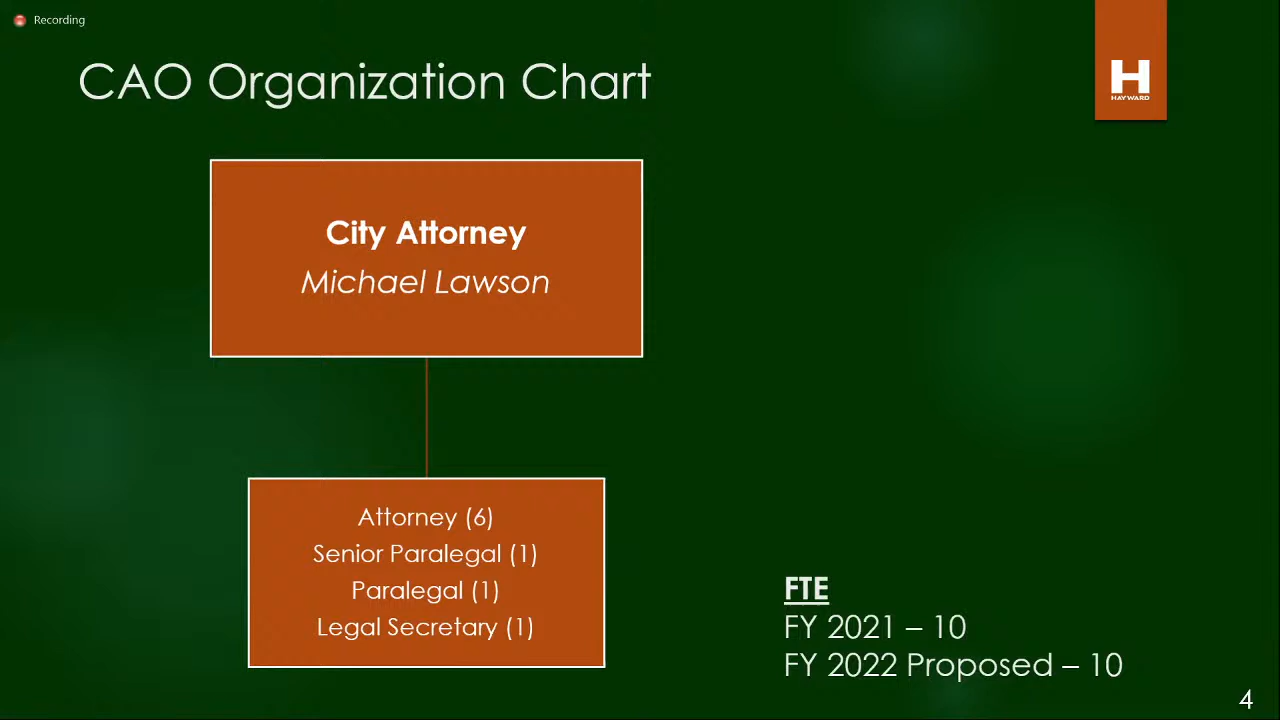 Recording
CAO Organization Chart
H
HAYWARD
City Attorney
Michael Lawson
Attorney (6)
Senior Paralegal (1)
Paralegal (1)
Legal Secretary (1)
FTE
FY 2021 – 10
FY 2022 Proposed – 10
4